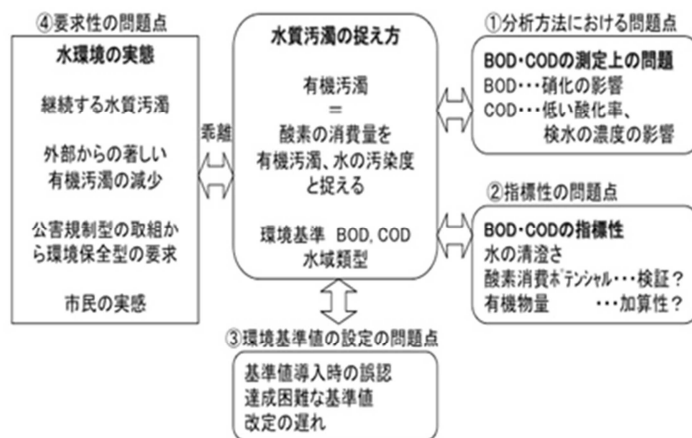 ④要求性の問題点
水環境の実態
継続する水質汚濁
外部からの著しい
有機汚濁の減少
公害規制型の取組か
ら環境保全型の要求
市民の実感
乖離
水質汚濁の捉え方
有機汚濁
＝
酸素の消費量を
有機汚濁、水の汚染度
と捉える
環境基準 BOD, COD
水域類型
①分析方法における問題点
BOD・CODの測定上の問題
BOD・・・硝化の影響
COD・・・低い酸化率、
検水の濃度の影響
②指標性の問題点
BOD・CODの指標性
水の清澄さ
酸素消費ﾎﾟﾃﾝｼｬﾙ・・・検証？
有機物量 ・・・加算性？
③環境基準値の設定の問題点
基準値導入時の誤認
達成困難な基準値
改定の遅れ